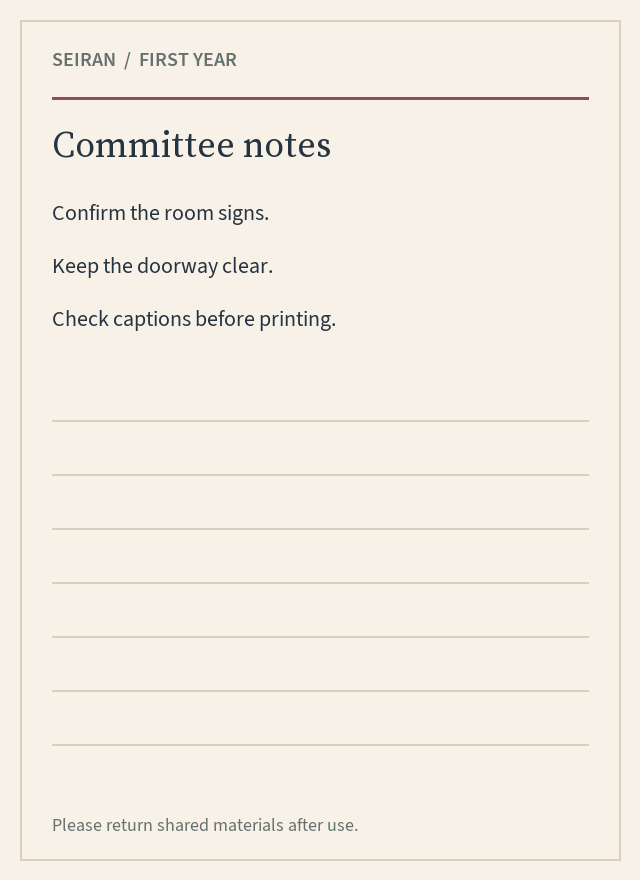 SEIRAN / FIRST YEAR
Committee notes
Confirm the room signs.
Keep the doorway clear.
Check captions before printing.
Please return shared materials after use.